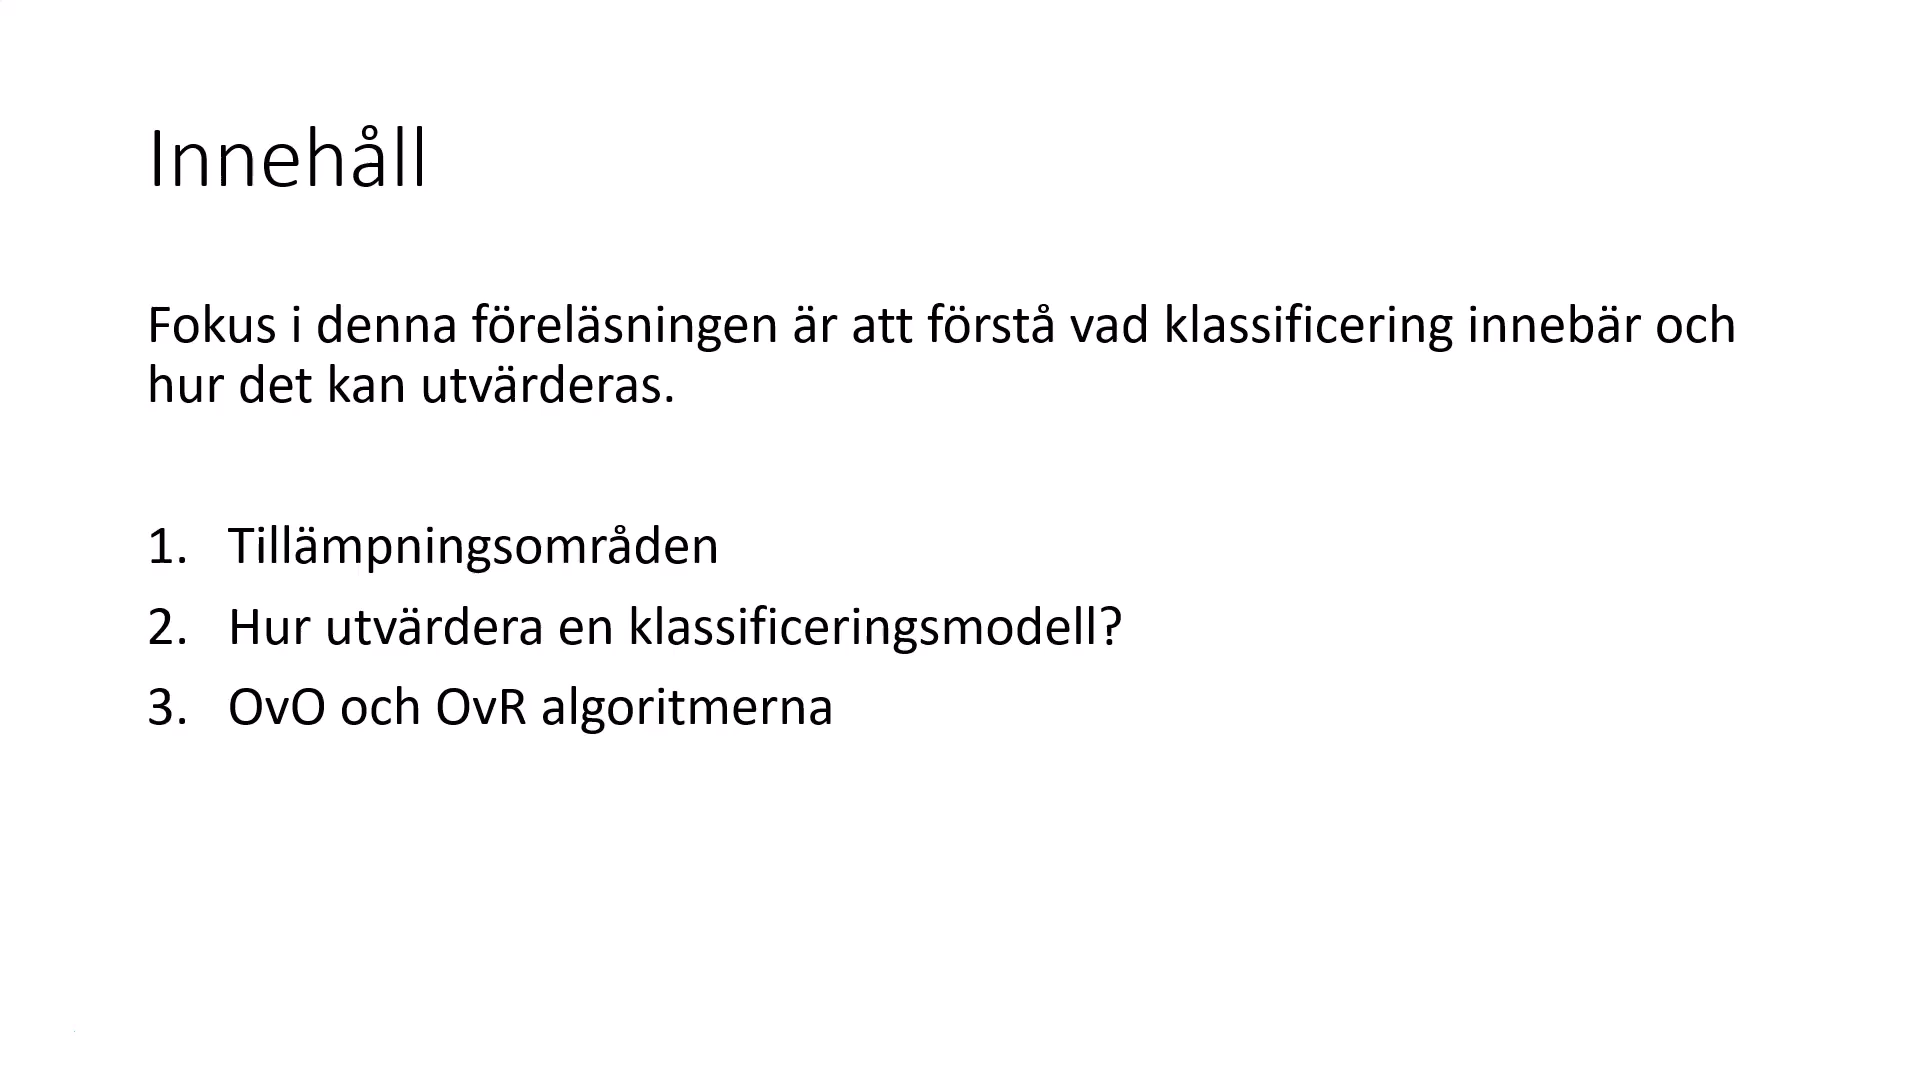 Innehåll
Fokus i denna föreläsningen är att förstå vad klassificering innebär och
hur det kan utvärderas.
1. Tillämpningsområden
2. Hur utvärdera en klassificeringsmodell?
3. OvO och OvR algoritmerna